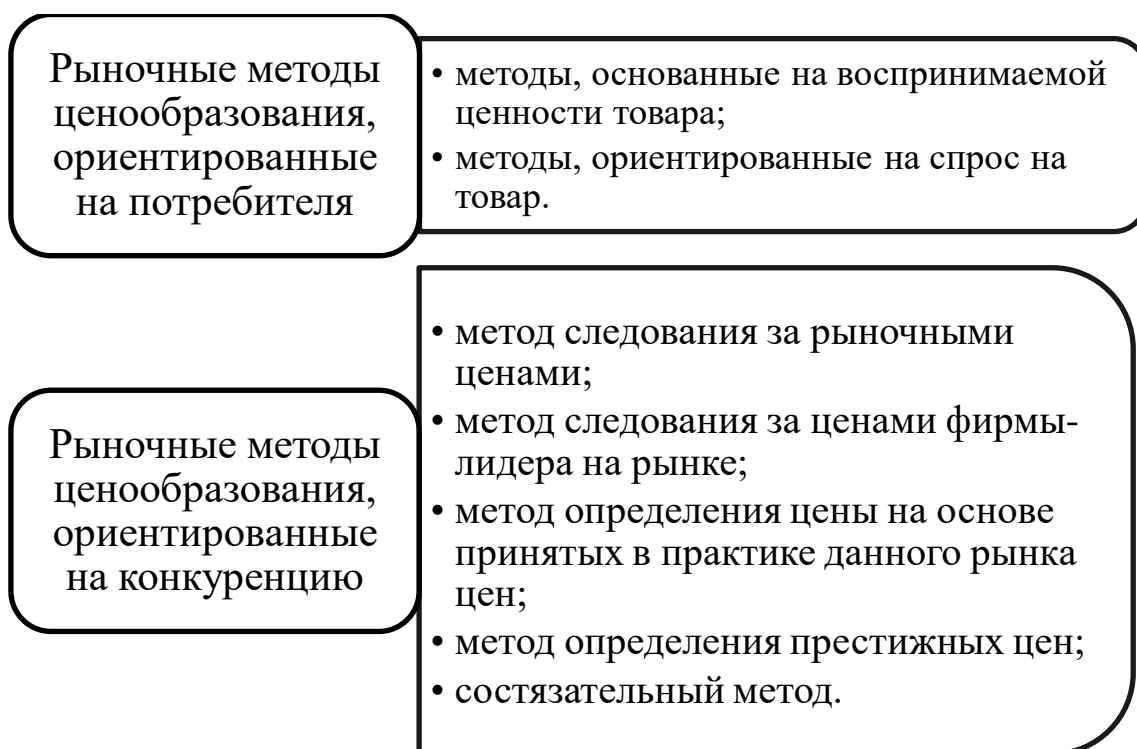 Рыночные методы
ценообразования,
ориентированные
на потребителя
• методы, основанные на воспринимаемой
ценности товара;
• методы, ориентированные на спрос на
товар.
Рыночные методы
ценообразования,
ориентированные
на конкуренцию
• метод следования за рыночными
ценами;
• метод следования за ценами фирмы-
лидера на рынке;
• метод определения цены на основе
принятых в практике данного рынка
цен;
• метод определения престижных цен;
• состязательный метод.